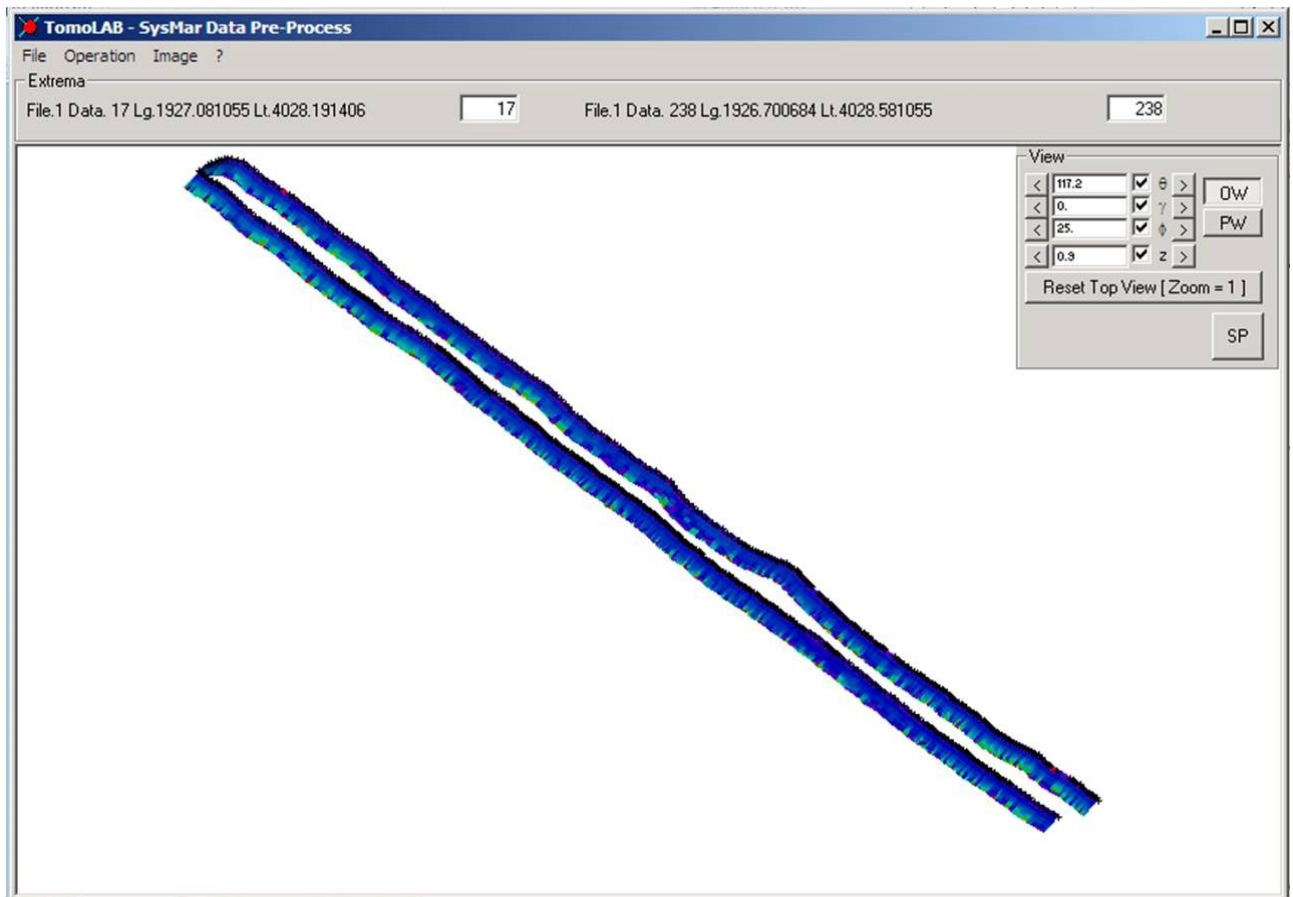 TomoLAB - SysMar Data Pre-Process
File Operation Image ?
Extrema
File.1 Data. 17 Lg.1927.081055 Lt.4028.191406 17 File.1 Data. 238 Lg.1926.700684 Lt.4028.581055 238
View
< 117.2 θ > OW
< 0. γ >
< 25. ϕ > PW
< 0.9 z >
Reset Top View [ Zoom = 1 ]
SP